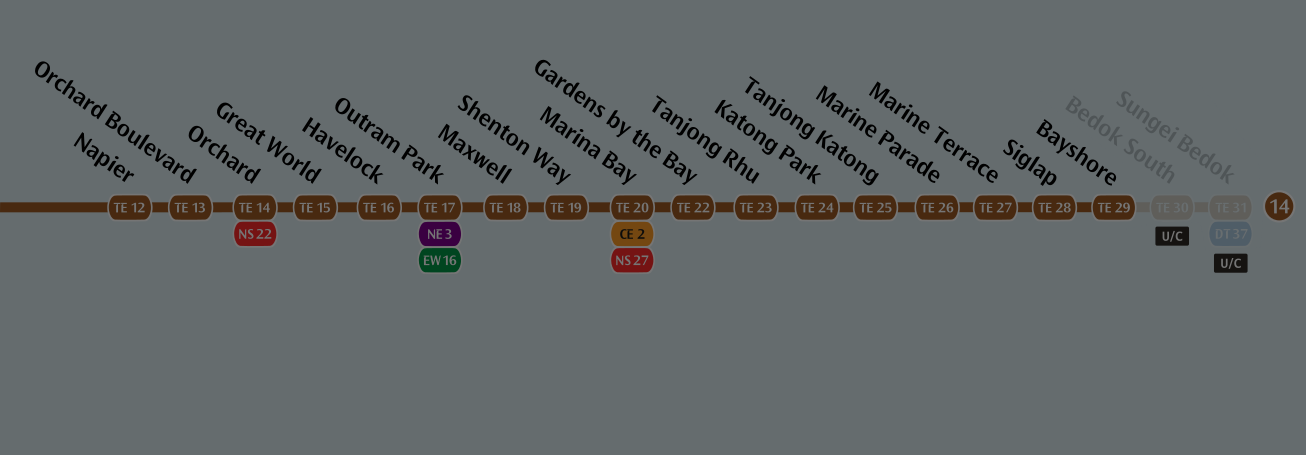 Napier
Orchard Boulevard
Orchard
Great World
Havelock
Outram Park
Maxwell
Shenton Way
Marina Bay
Gardens by the Bay
Tanjong Rhu
Katong Park
Tanjong Katong
Marine Parade
Marine Terrace
Siglap
Bayshore
Bedok South
Sungei Bedok
TE 12 TE 13 TE 14 TE 15 TE 16 TE 17 TE 18 TE 19 TE 20 TE 22 TE 23 TE 24 TE 25 TE 26 TE 27 TE 28 TE 29 TE 30 TE 31 14
NS 22 NE 3 CE 2 U/C DT 37
EW 16 NS 27 U/C